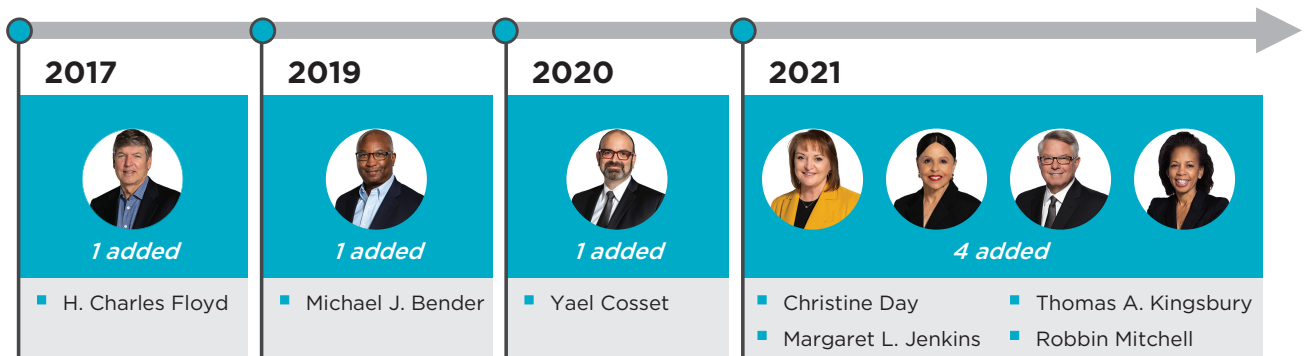 2017
1 added
H. Charles Floyd
2019
1 added
Michael J. Bender
2020
1 added
Yael Cosset
2021
4 added
Christine Day
Margaret L. Jenkins
Thomas A. Kingsbury
Robbin Mitchell